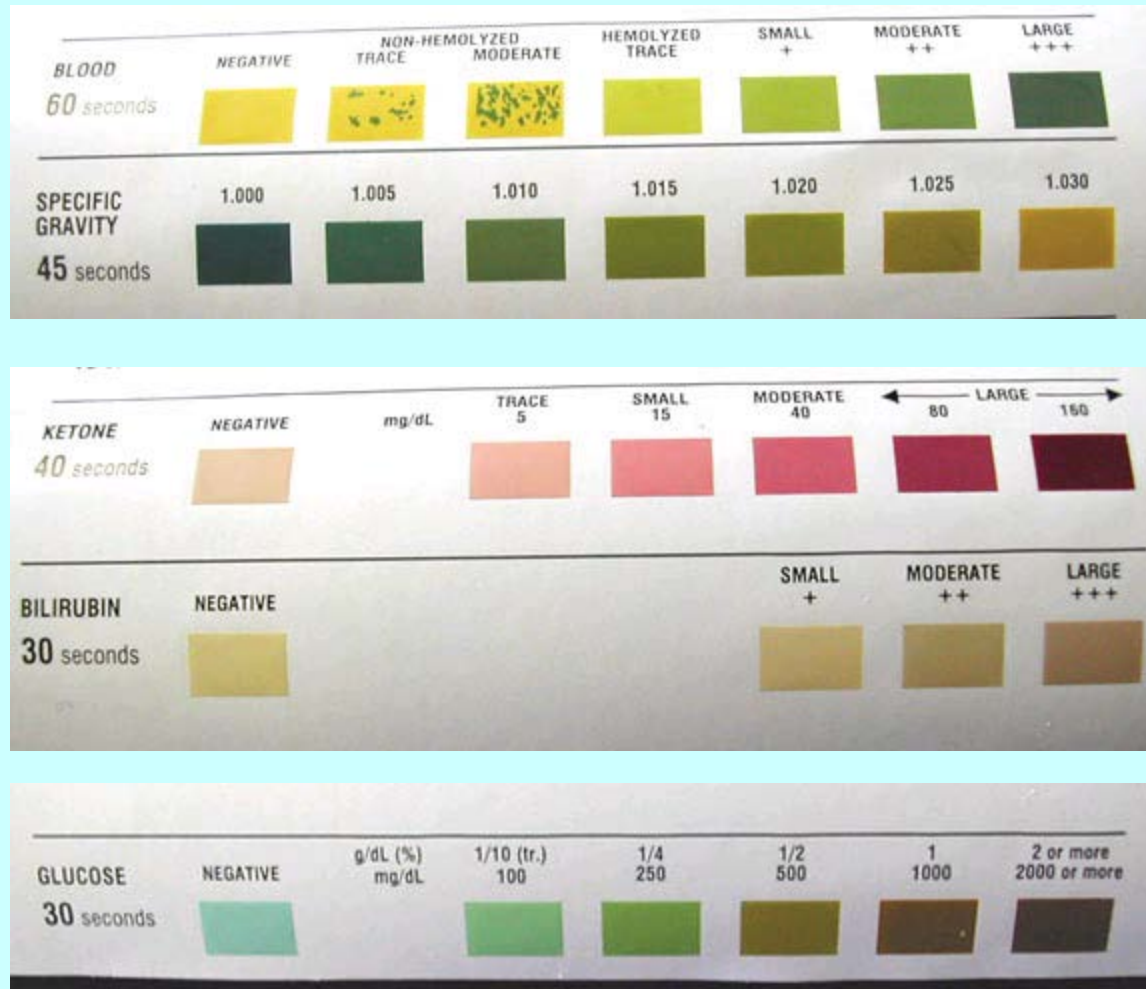 NON-HEMOLYZED HEMOLYZED SMALL MODERATE LARGE
BLOOD NEGATIVE TRACE MODERATE TRACE + ++ +++
60 seconds
SPECIFIC 1.000 1.005 1.010 1.015 1.020 1.025 1.030
GRAVITY
45 seconds
TRACE SMALL MODERATE LARGE
KETONE NEGATIVE mg/dL 5 15 40 80 160
40 seconds
SMALL MODERATE LARGE
BILIRUBIN NEGATIVE + ++ +++
30 seconds
g/dL (%) 1/10 (tr.) 1/4 1/2 1 2 or more
GLUCOSE NEGATIVE mg/dL 100 250 500 1000 2000 or more
30 seconds